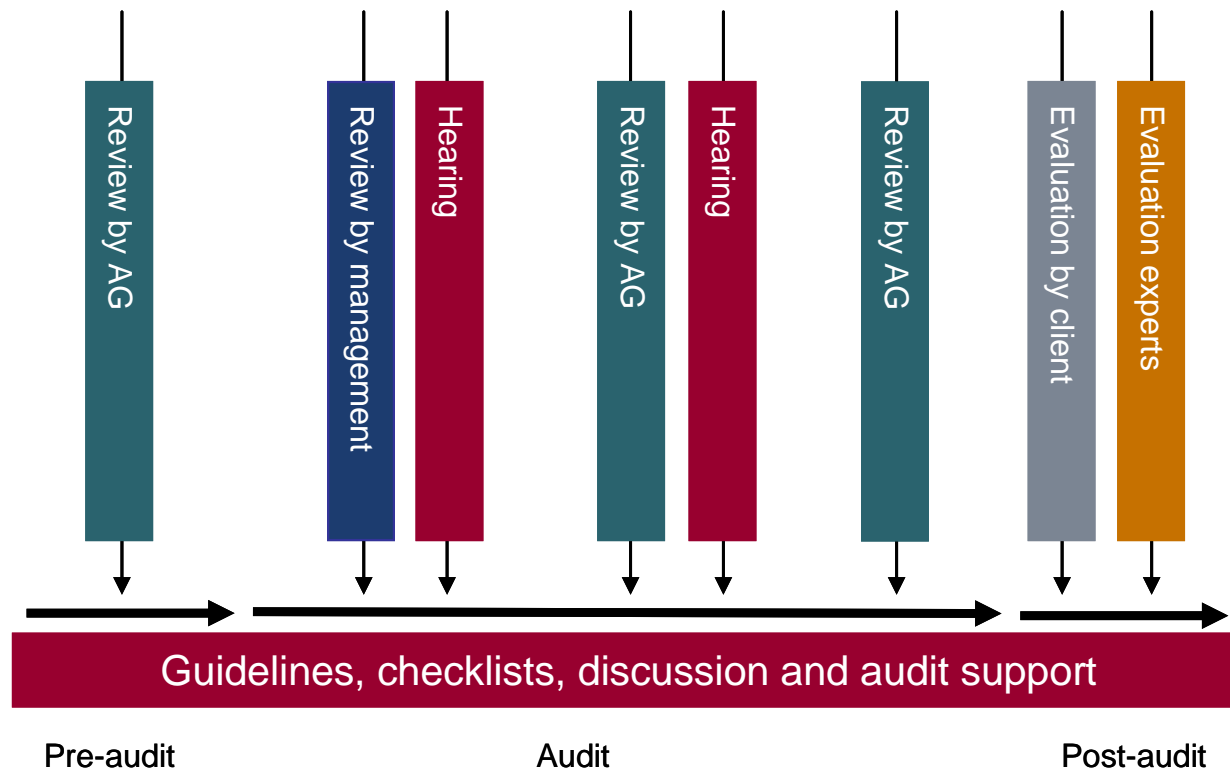 Review by AG
Review by management
Hearing
Review by AG
Hearing
Review by AG
Evaluation by client
Evaluation experts
Guidelines, checklists, discussion and audit support
Pre-audit
Audit
Post-audit